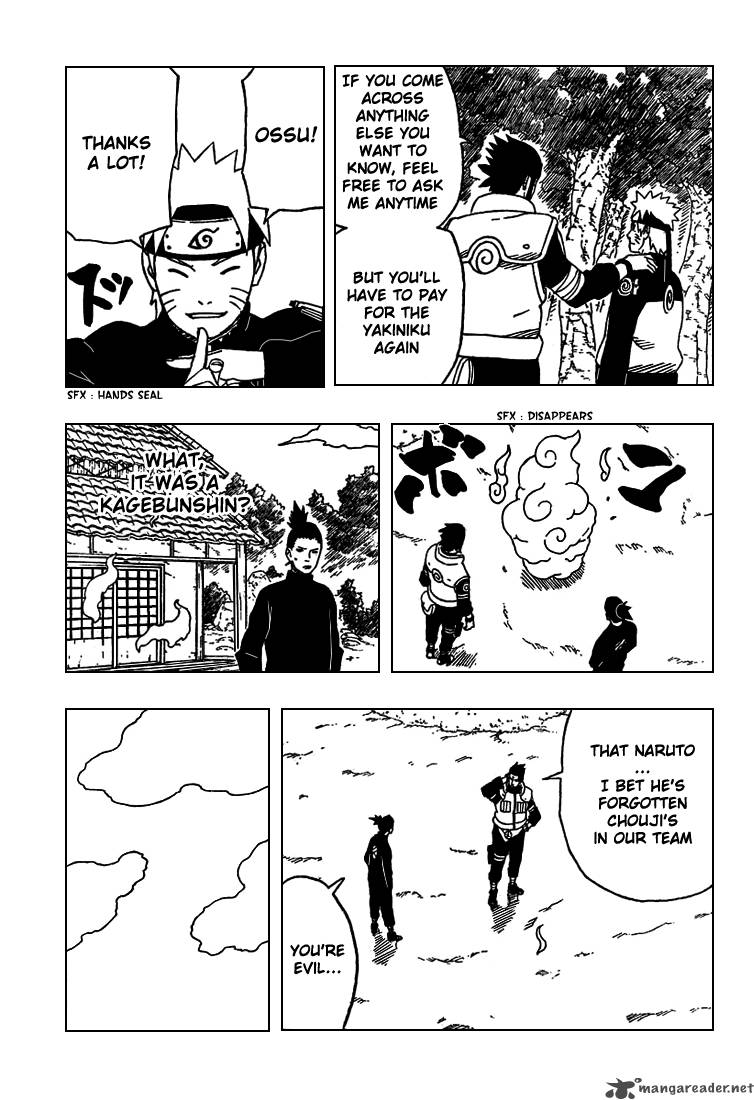 IF YOU COME
ACROSS
ANYTHING
ELSE YOU
WANT TO
KNOW, FEEL
FREE TO ASK
ME ANYTIME
BUT YOU'LL
HAVE TO PAY
FOR THE
YAKINIKU
AGAIN
OSSU!
THANKS
A LOT!
ズッ
SFX : HANDS SEAL
SFX : DISAPPEARS
ボン
WHAT,
IT WAS A
KAGEBUNSHIN?
THAT NARUTO
...
I BET HE'S
FORGOTTEN
CHOUJI'S
IN OUR TEAM
YOU'RE
EVIL...
mangareader.net